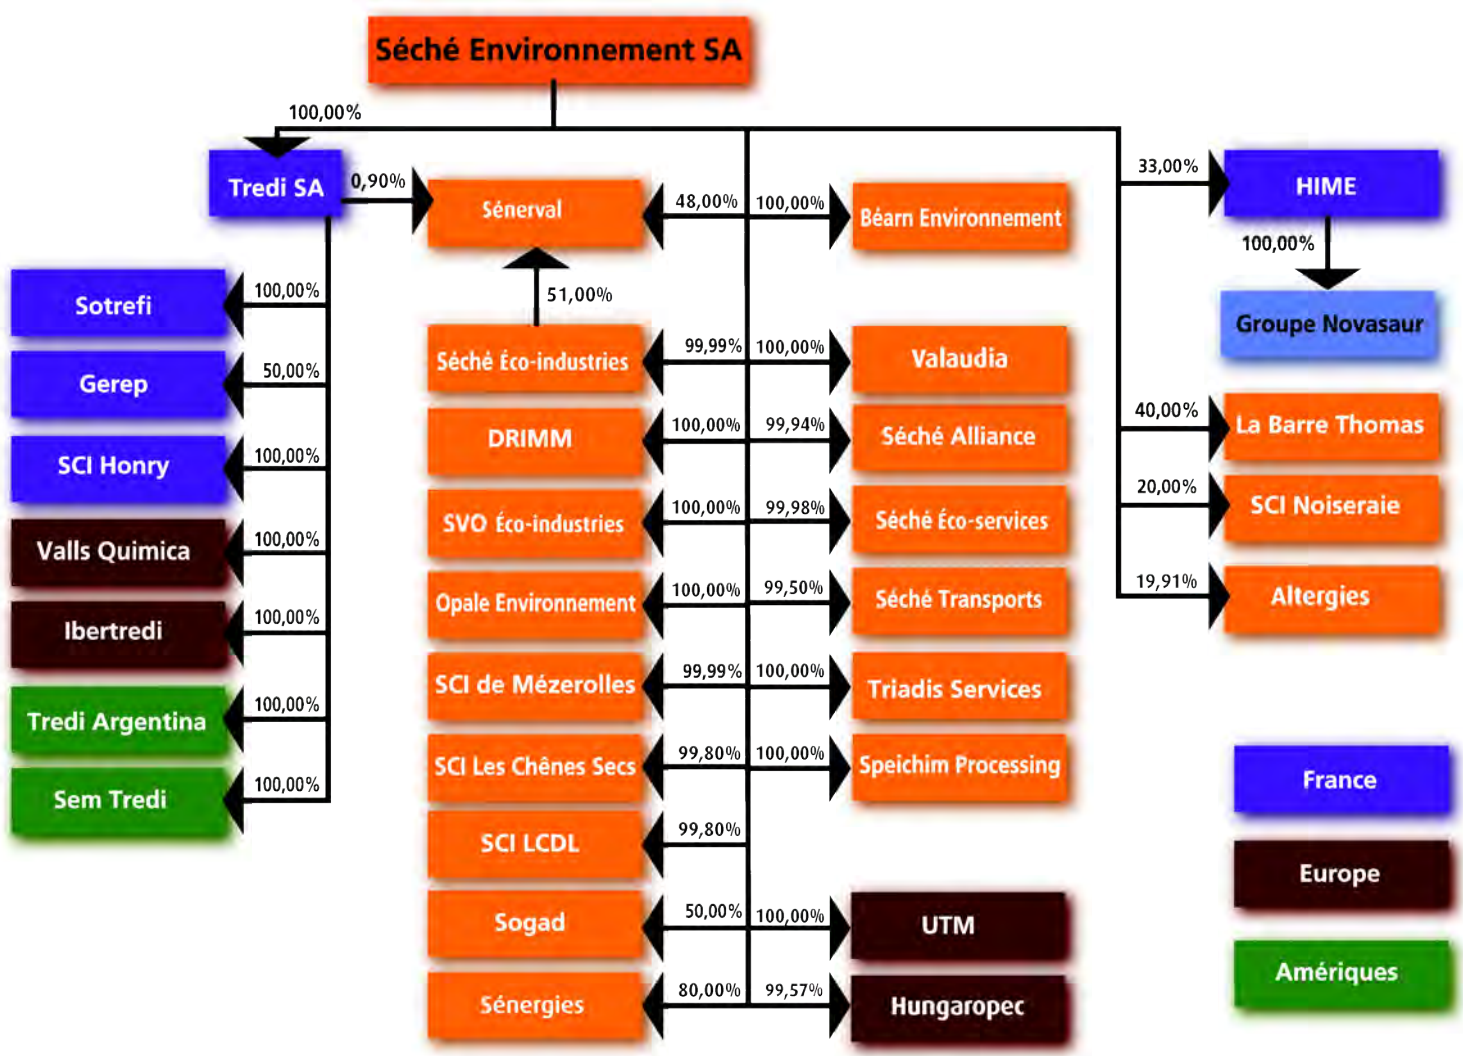 Séché Environnement SA
100,00%
Tredi SA
0,90%
Sénerval
48,00%
100,00%
Béarn Environnement
33,00%
HIME
100,00%
Groupe Novasaur
51,00%
Sotrefi
100,00%
Gerep
50,00%
SCI Honry
100,00%
Valls Quimica
100,00%
Ibertredi
100,00%
Tredi Argentina
100,00%
Sem Tredi
100,00%
Séché Éco-industries
99,99%
100,00%
Valaudia
DRIMM
100,00%
99,94%
Séché Alliance
SVO Éco-industries
100,00%
99,98%
Séché Éco-services
Opale Environnement
100,00%
99,50%
Séché Transports
SCI de Mézerolles
99,99%
100,00%
Triadis Services
SCI Les Chênes Secs
99,80%
100,00%
Speichim Processing
SCI LCDL
99,80%
Sogad
50,00%
100,00%
UTM
Sénergies
80,00%
99,57%
Hungaropec
40,00%
La Barre Thomas
20,00%
SCI Noiseraie
19,91%
Altergies
France
Europe
Amériques